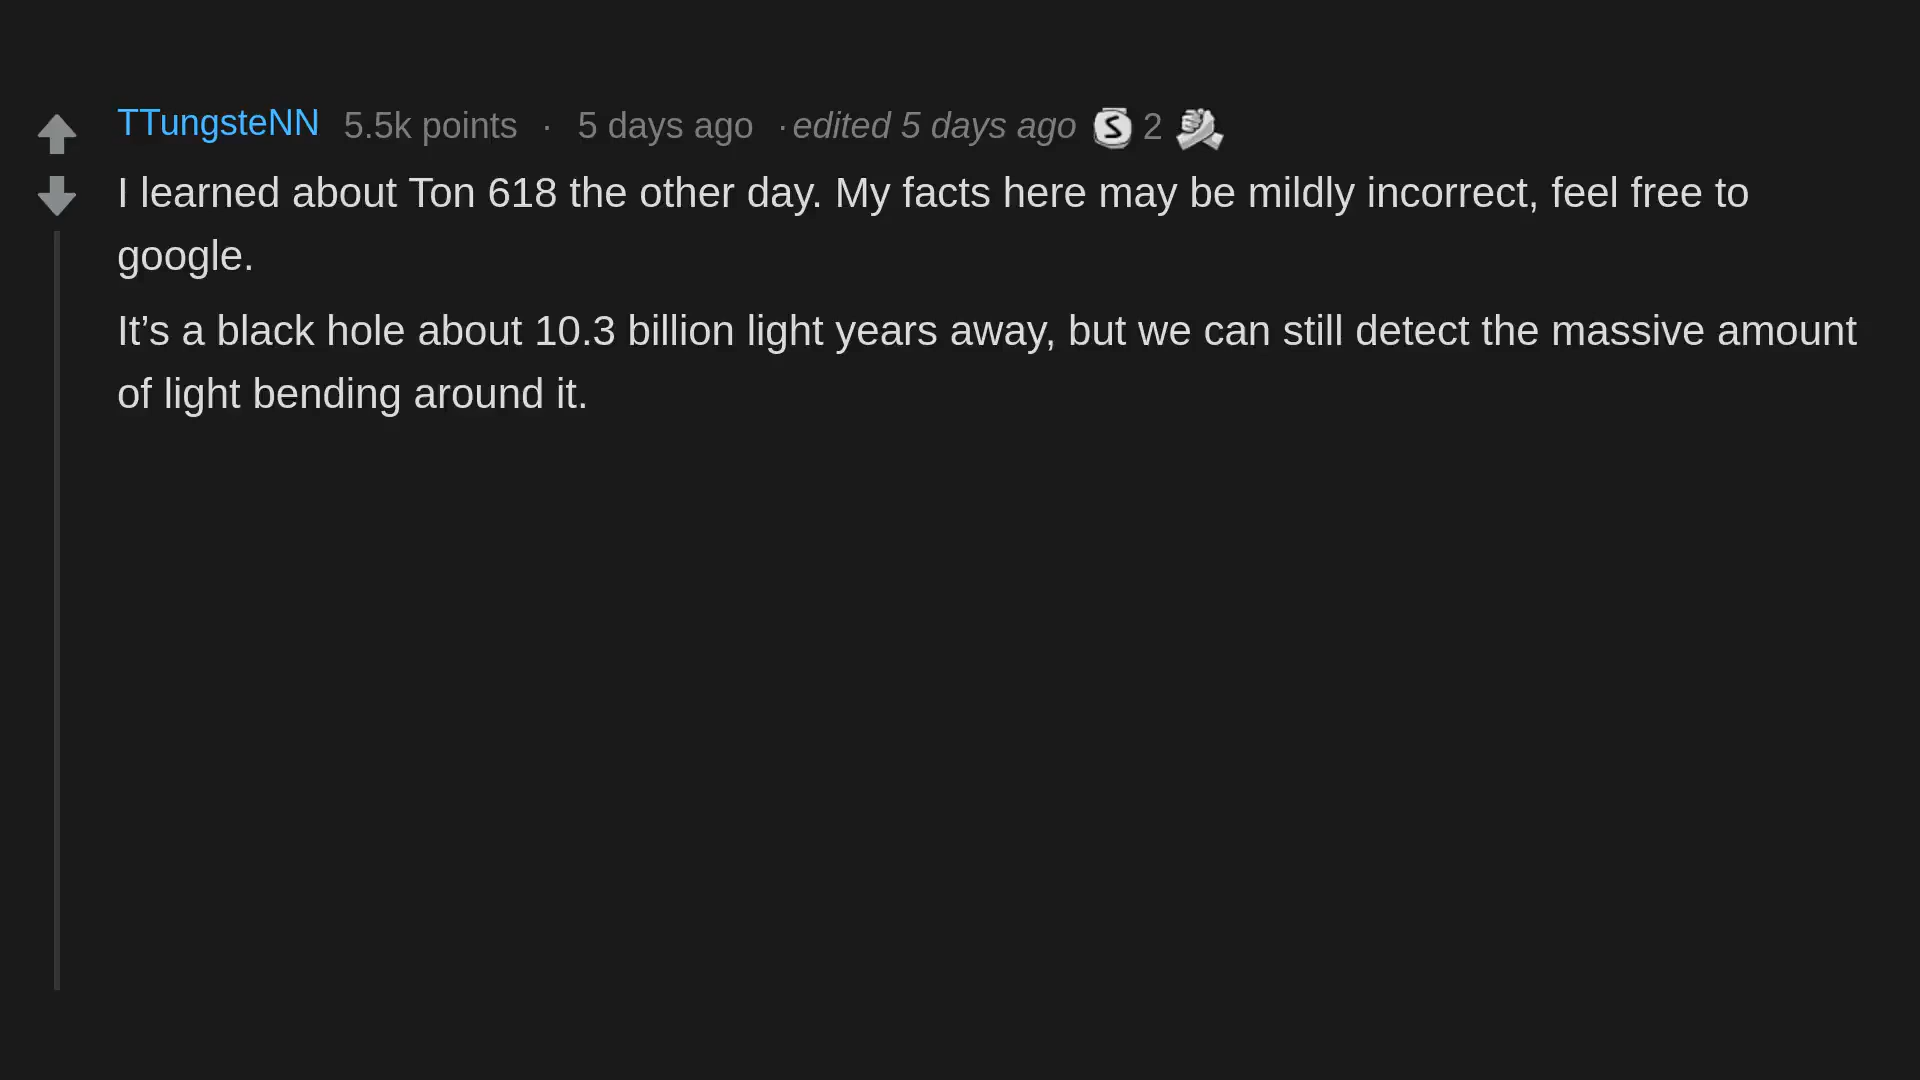 TTungsteNN 5.5k points · 5 days ago · edited 5 days ago S 2
I learned about Ton 618 the other day. My facts here may be mildly incorrect, feel free to
google.
It’s a black hole about 10.3 billion light years away, but we can still detect the massive amount
of light bending around it.